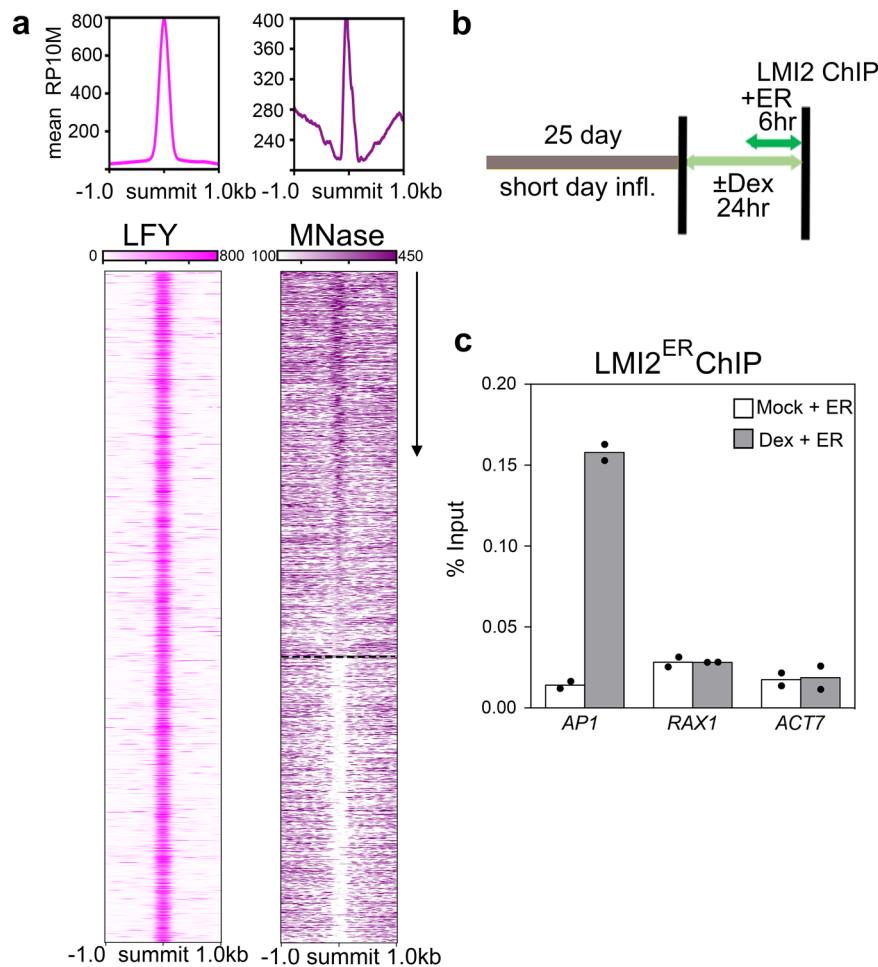 a
mean RP10M
800
600
400
200
-1.0 summit 1.0kb
400
360
320
280
240
-1.0 summit 1.0kb
LFY
0 800
MNase
100 450
-1.0 summit 1.0kb
-1.0 summit 1.0kb
b
LMI2 ChIP
+ER
6hr
25 day
short day infl.
±Dex
24hr
c
LMI2ER ChIP
% Input
0.20
0.15
0.10
0.05
0.00
Mock + ER
Dex + ER
AP1 RAX1 ACT7